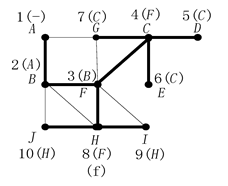 1(-) 7(C) 4(F) 5(C)
A G C D
2(A)
B 3(B) 6(C)
F E
J H I
10(H) 8(F) 9(H)
(f)